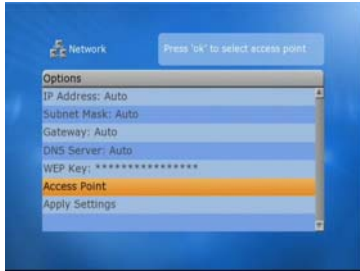 Network
Press 'ok' to select access point
Options
IP Address: Auto
Subnet Mask: Auto
Gateway: Auto
DNS Server: Auto
WEP Key: ****************
Access Point
Apply Settings